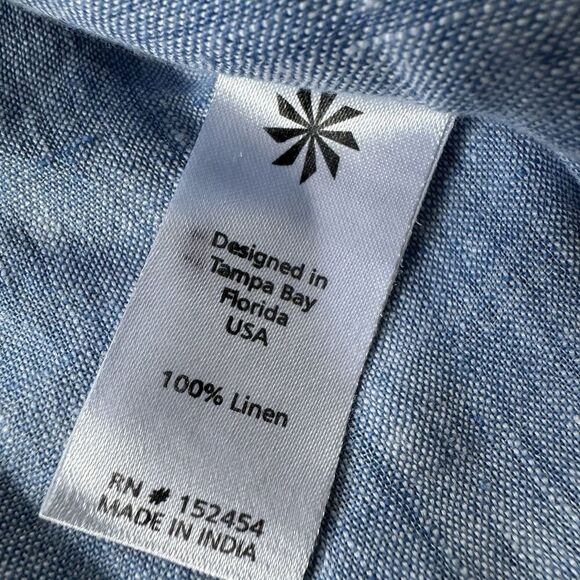 Designed in
Tampa Bay
Florida
USA
100% Linen
RN # 152454
MADE IN INDIA